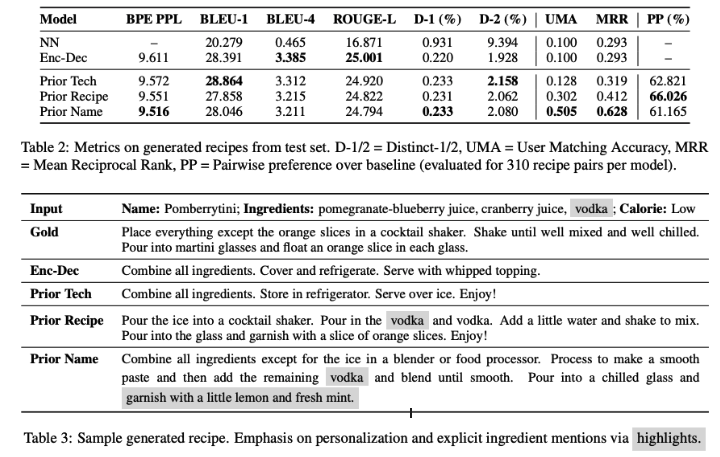 Model BPE PPL BLEU-1 BLEU-4 ROUGE-L D-1 (%) D-2 (%) UMA MRR PP (%)
NN – 20.279 0.465 16.871 0.931 9.394 0.100 0.293 –
Enc-Dec 9.611 28.391 3.385 25.001 0.220 1.928 0.100 0.293 –
Prior Tech 9.572 28.864 3.312 24.920 0.233 2.158 0.128 0.319 62.821
Prior Recipe 9.551 27.858 3.215 24.822 0.231 2.062 0.302 0.412 66.026
Prior Name 9.516 28.046 3.211 24.794 0.233 2.080 0.505 0.628 61.165
Table 2: Metrics on generated recipes from test set. D-1/2 = Distinct-1/2, UMA = User Matching Accuracy, MRR
= Mean Reciprocal Rank, PP = Pairwise preference over baseline (evaluated for 310 recipe pairs per model).
Input Name: Pomberrytini; Ingredients: pomegranate-blueberry juice, cranberry juice, vodka ; Calorie: Low
Gold Place everything except the orange slices in a cocktail shaker. Shake until well mixed and well chilled.
Pour into martini glasses and float an orange slice in each glass.
Enc-Dec Combine all ingredients. Cover and refrigerate. Serve with whipped topping.
Prior Tech Combine all ingredients. Store in refrigerator. Serve over ice. Enjoy!
Prior Recipe Pour the ice into a cocktail shaker. Pour in the vodka and vodka. Add a little water and shake to mix.
Pour into the glass and garnish with a slice of orange slices. Enjoy!
Prior Name Combine all ingredients except for the ice in a blender or food processor. Process to make a smooth
paste and then add the remaining vodka and blend until smooth. Pour into a chilled glass and
garnish with a little lemon and fresh mint.
Table 3: Sample generated recipe. Emphasis on personalization and explicit ingredient mentions via highlights.